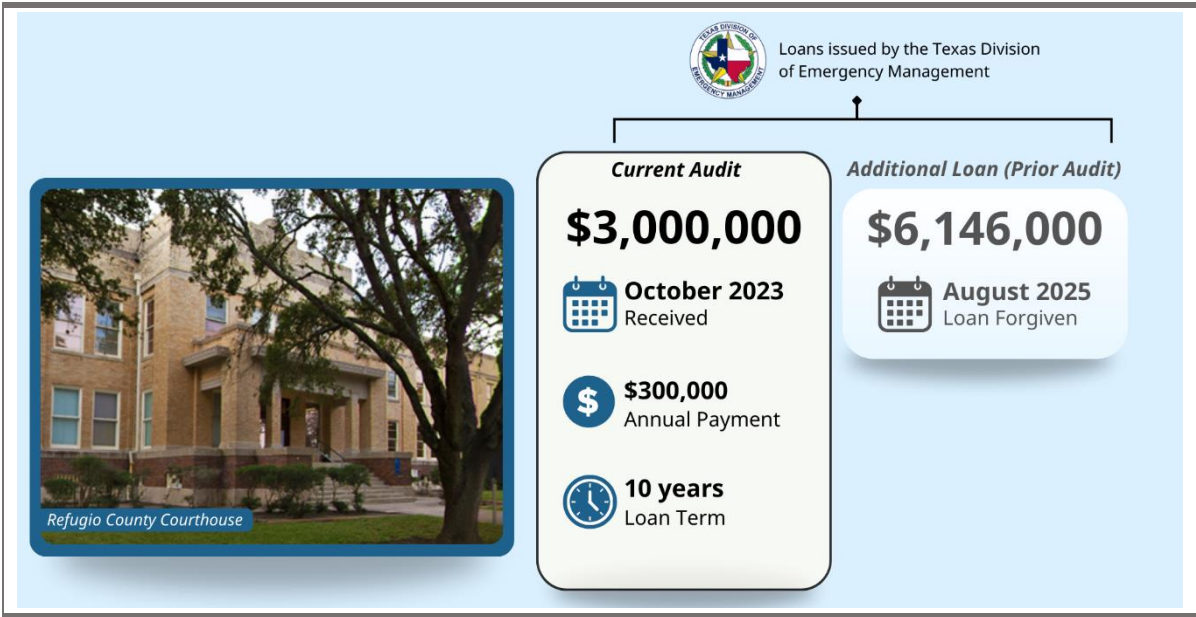 TEXAS DIVISION OF
EMERGENCY MANAGEMENT
Loans issued by the Texas Division
of Emergency Management
Current Audit
$3,000,000
October 2023
Received
$300,000
Annual Payment
10 years
Loan Term
Additional Loan (Prior Audit)
$6,146,000
August 2025
Loan Forgiven
Refugio County Courthouse